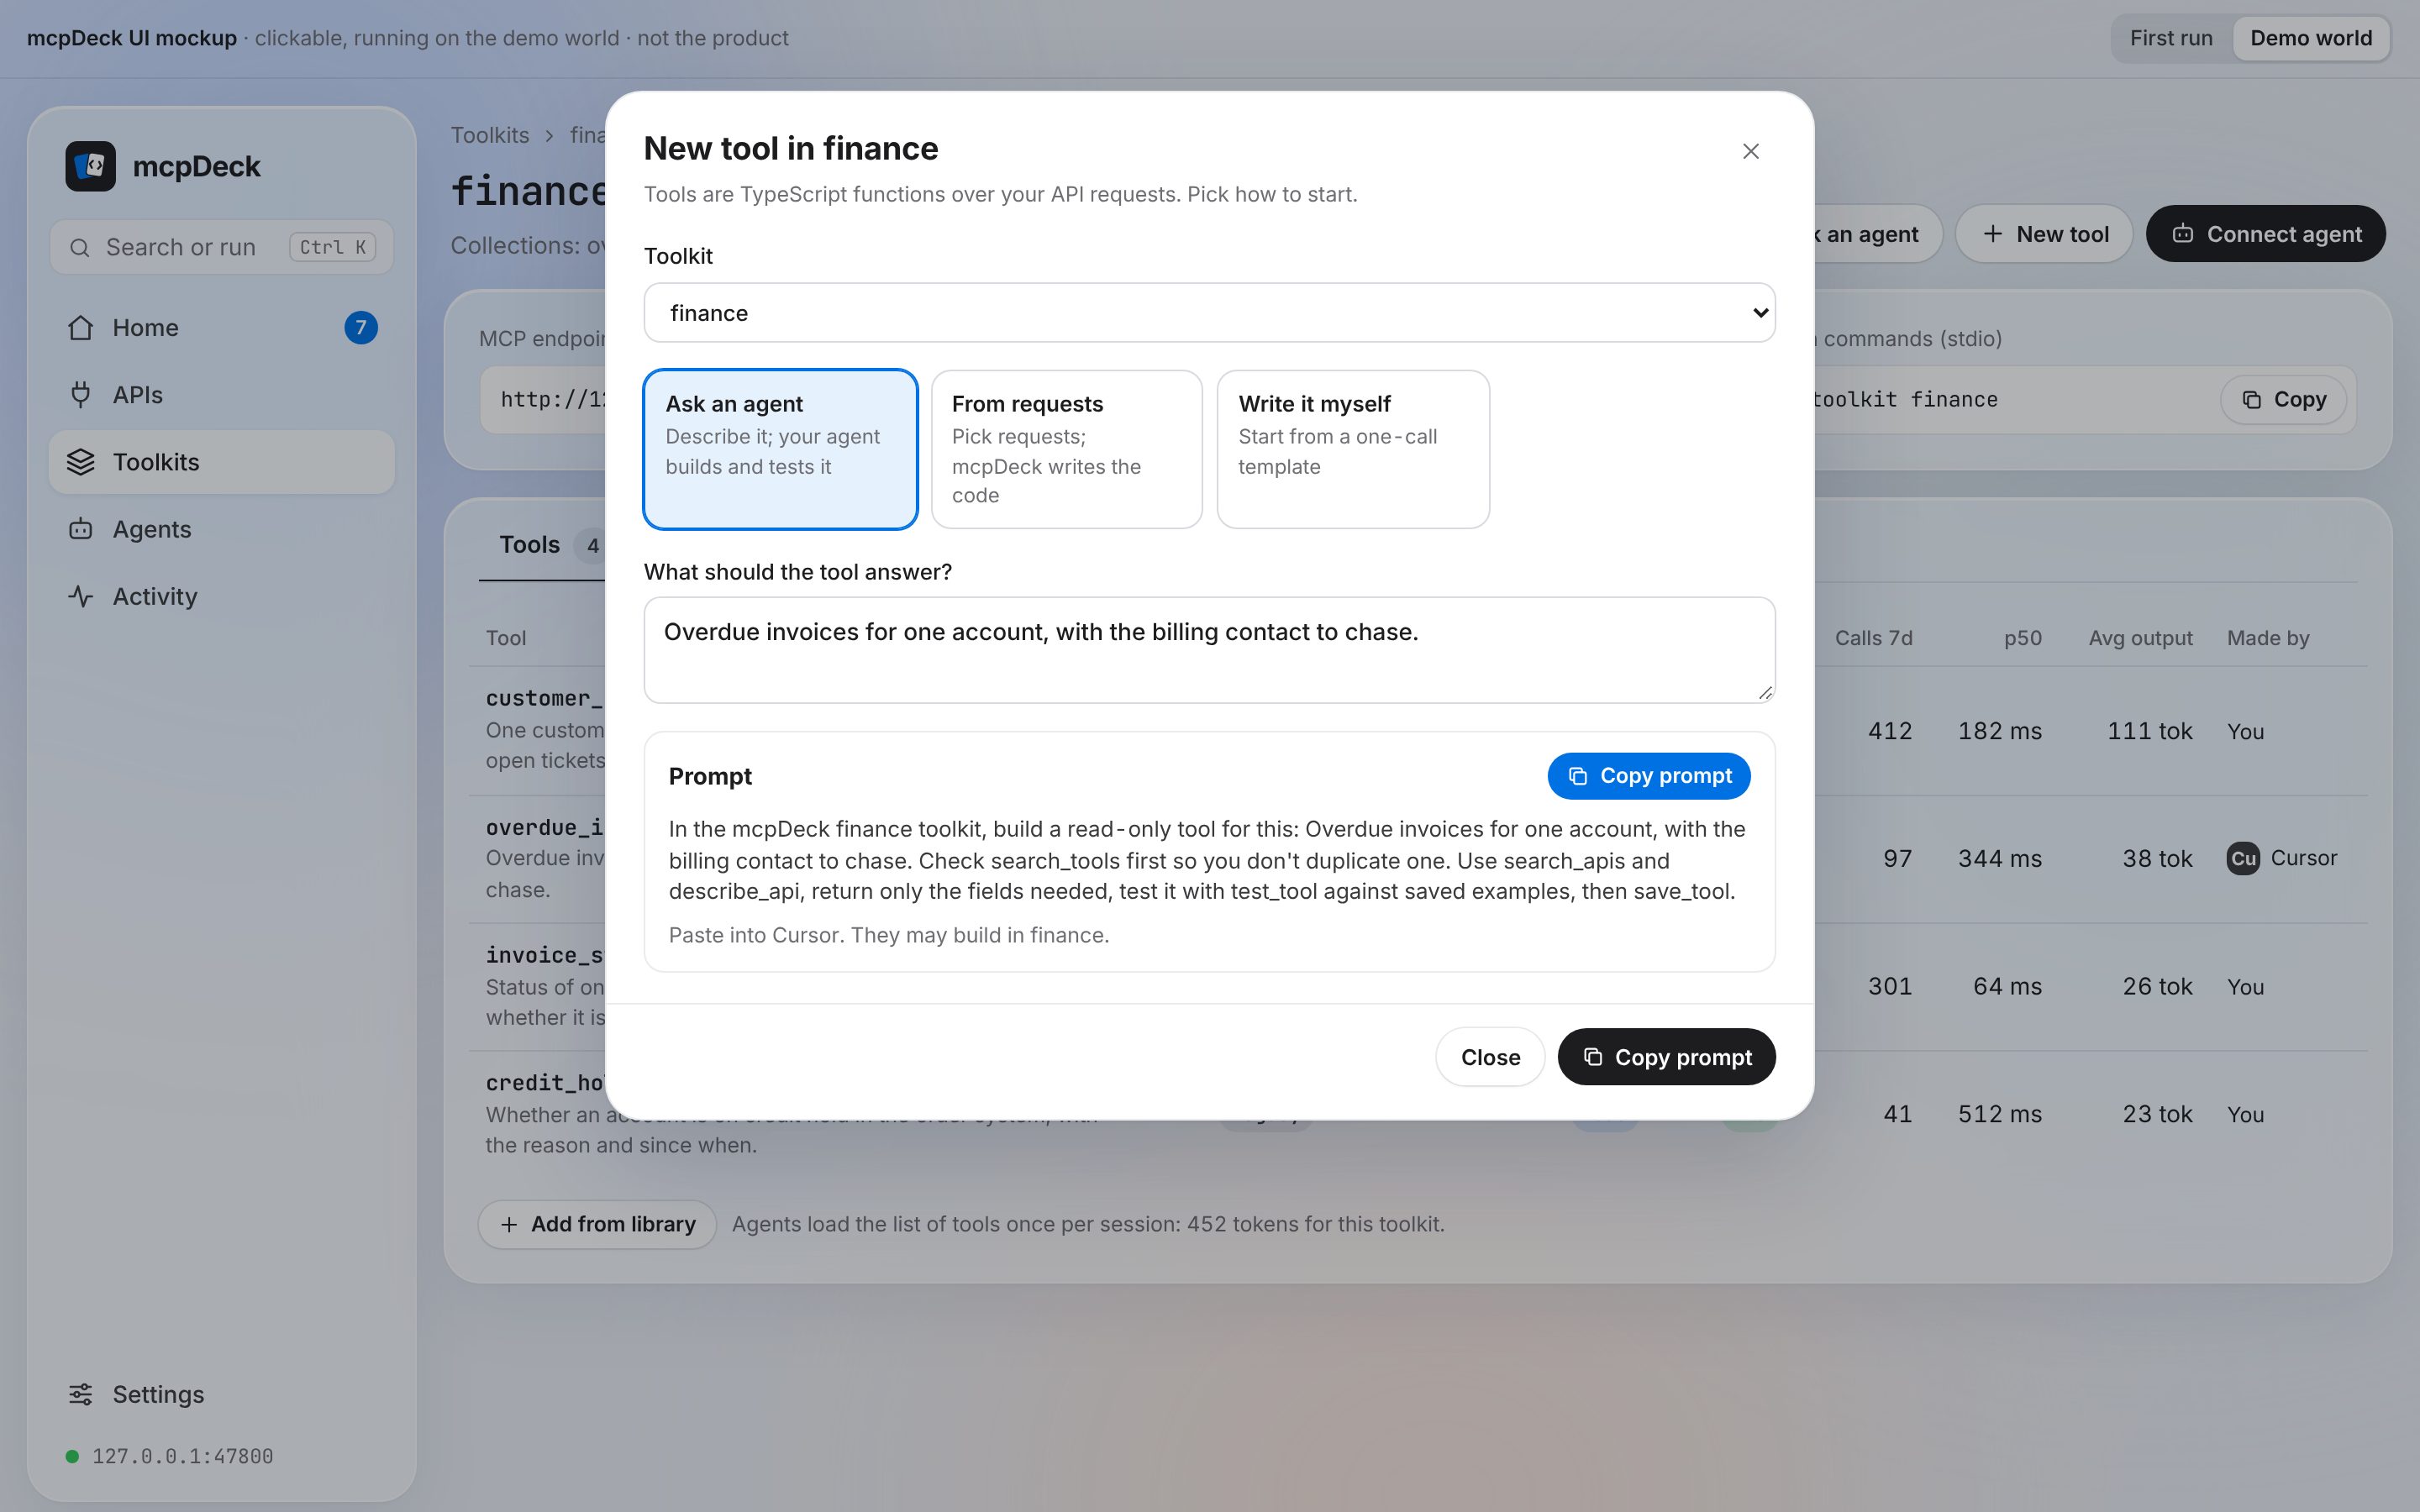 mcpDeck UI mockup · clickable, running on the demo world · not the product
First run
Demo world
mcpDeck
Search or run
Ctrl K
Home
7
APIs
Toolkits
Agents
Activity
Settings
127.0.0.1:47800
Toolkits
finance
Collections:
an agent
New tool
Connect agent
MCP
http://
commands (stdio)
toolkit finance
Copy
Tools
4
Tool
Calls 7d
p50
Avg output
Made by
customer_
One
open tickets
412
182 ms
111 tok
You
overdue_i
Overdue
chase.
97
344 ms
38 tok
Cu
Cursor
invoice_s
Status of
whether it is
301
64 ms
26 tok
You
credit_ho
Whether an
the reason and since when.
41
512 ms
23 tok
You
Add from library
Agents load the list of tools once per session: 452 tokens for this toolkit.
New tool in finance
Tools are TypeScript functions over your API requests. Pick how to start.
Toolkit
finance
Ask an agent
Describe it; your agent
builds and tests it
From requests
Pick requests;
mcpDeck writes the
code
Write it myself
Start from a one-call
template
What should the tool answer?
Overdue invoices for one account, with the billing contact to chase.
Prompt
Copy prompt
In the mcpDeck finance toolkit, build a read-only tool for this: Overdue invoices for one account, with the
billing contact to chase. Check search_tools first so you don't duplicate one. Use search_apis and
describe_api, return only the fields needed, test it with test_tool against saved examples, then save_tool.
Paste into Cursor. They may build in finance.
Close
Copy prompt